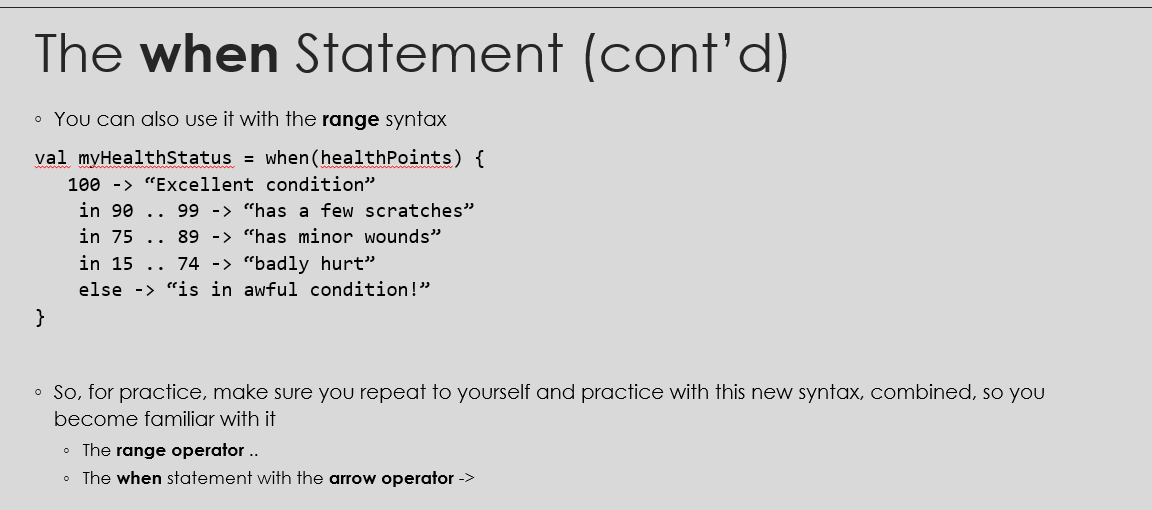 The when Statement (cont’d)
◦ You can also use it with the range syntax
val myHealthStatus = when(healthPoints) {
100 -> “Excellent condition”
in 90 .. 99 -> “has a few scratches”
in 75 .. 89 -> “has minor wounds”
in 15 .. 74 -> “badly hurt”
else -> “is in awful condition!”
}
◦ So, for practice, make sure you repeat to yourself and practice with this new syntax, combined, so you
become familiar with it
◦ The range operator ..
◦ The when statement with the arrow operator ->